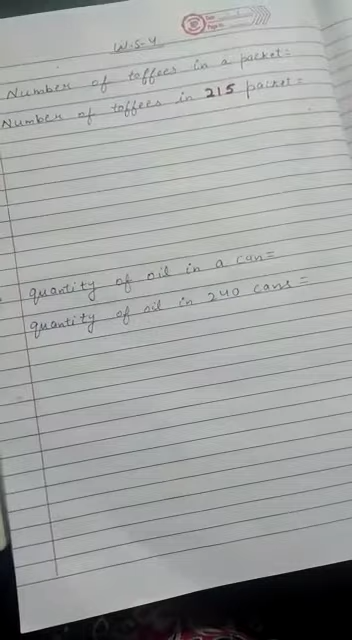 W.S-4
Number of toffees in a packet=
Number of toffees in 215 packet=
quantity of oil in a can=
quantity of oil in 240 cans=